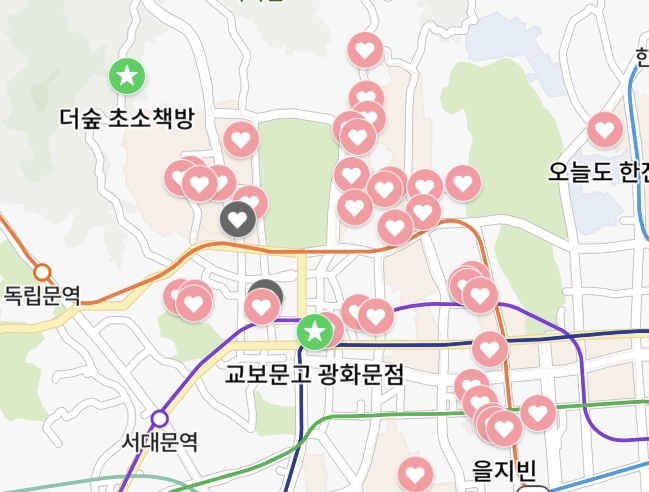 더숲 초소책방
오늘도 한
독립문역
교보문고 광화문점
서대문역
을지빈